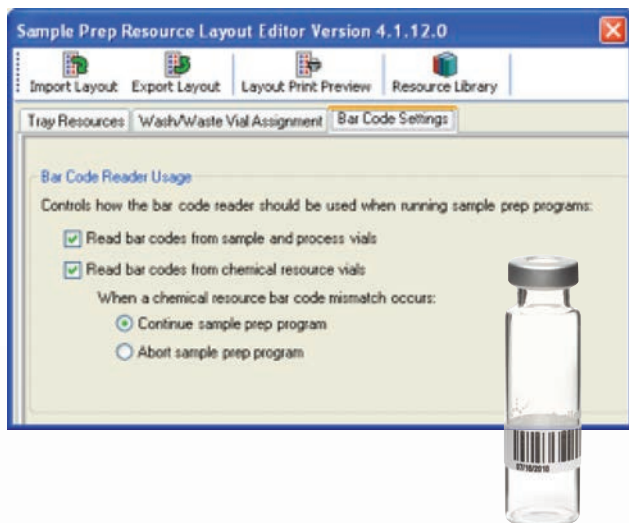 Sample Prep Resource Layout Editor Version 4.1.12.0
Import Layout Export Layout Layout Print Preview Resource Library
Tray Resources Wash/Waste Vial Assignment Bar Code Settings
Bar Code Reader Usage
Controls how the bar code reader should be used when running sample prep programs:
Read bar codes from sample and process vials
Read bar codes from chemical resource vials
When a chemical resource bar code mismatch occurs:
Continue sample prep program
Abort sample prep program
03/10/2010